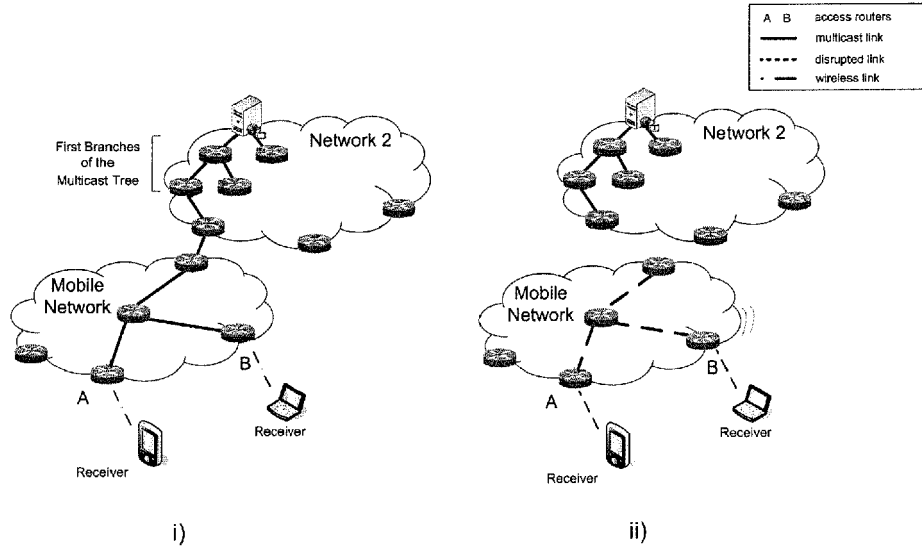 A B access routers
multicast link
disrupted link
wireless link
First Branches
of the
Multicast Tree
Network 2
Mobile
Network
A
B
Receiver
Receiver
i)
Network 2
Mobile
Network
A
B
Receiver
Receiver
ii)